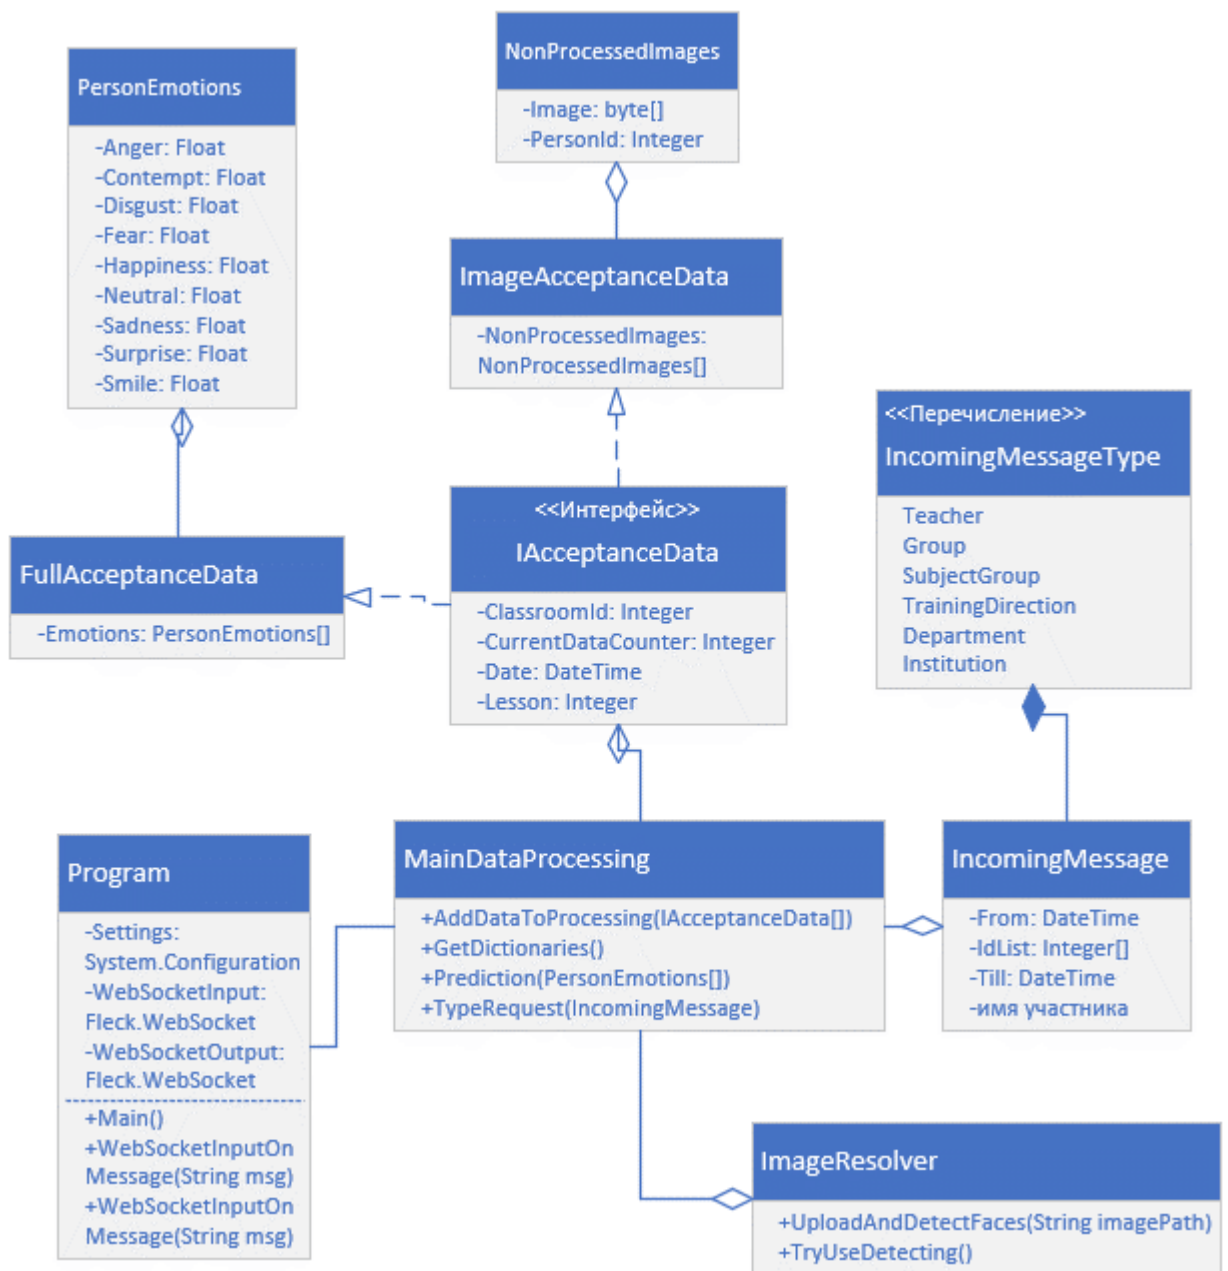 NonProcessedImages
-Image: byte[]
-PersonId: Integer
PersonEmotions
-Anger: Float
-Contempt: Float
-Disgust: Float
-Fear: Float
-Happiness: Float
-Neutral: Float
-Sadness: Float
-Surprise: Float
-Smile: Float
ImageAcceptanceData
-NonProcessedImages:
NonProcessedImages[]
<<Перечисление>>
IncomingMessageType
Teacher
Group
SubjectGroup
TrainingDirection
Department
Institution
<<Интерфейс>>
IAcceptanceData
-ClassroomId: Integer
-CurrentDataCounter: Integer
-Date: DateTime
-Lesson: Integer
FullAcceptanceData
-Emotions: PersonEmotions[]
Program
-Settings:
System.Configuration
-WebSocketInput:
Fleck.WebSocket
-WebSocketOutput:
Fleck.WebSocket
+Main()
+WebSocketInputOn
Message(String msg)
+WebSocketInputOn
Message(String msg)
MainDataProcessing
+AddDataToProcessing(IAcceptanceData[])
+GetDictionaries()
+Prediction(PersonEmotions[])
+TypeRequest(IncomingMessage)
IncomingMessage
-From: DateTime
-IdList: Integer[]
-Till: DateTime
-имя участника
ImageResolver
+UploadAndDetectFaces(String imagePath)
+TryUseDetecting()